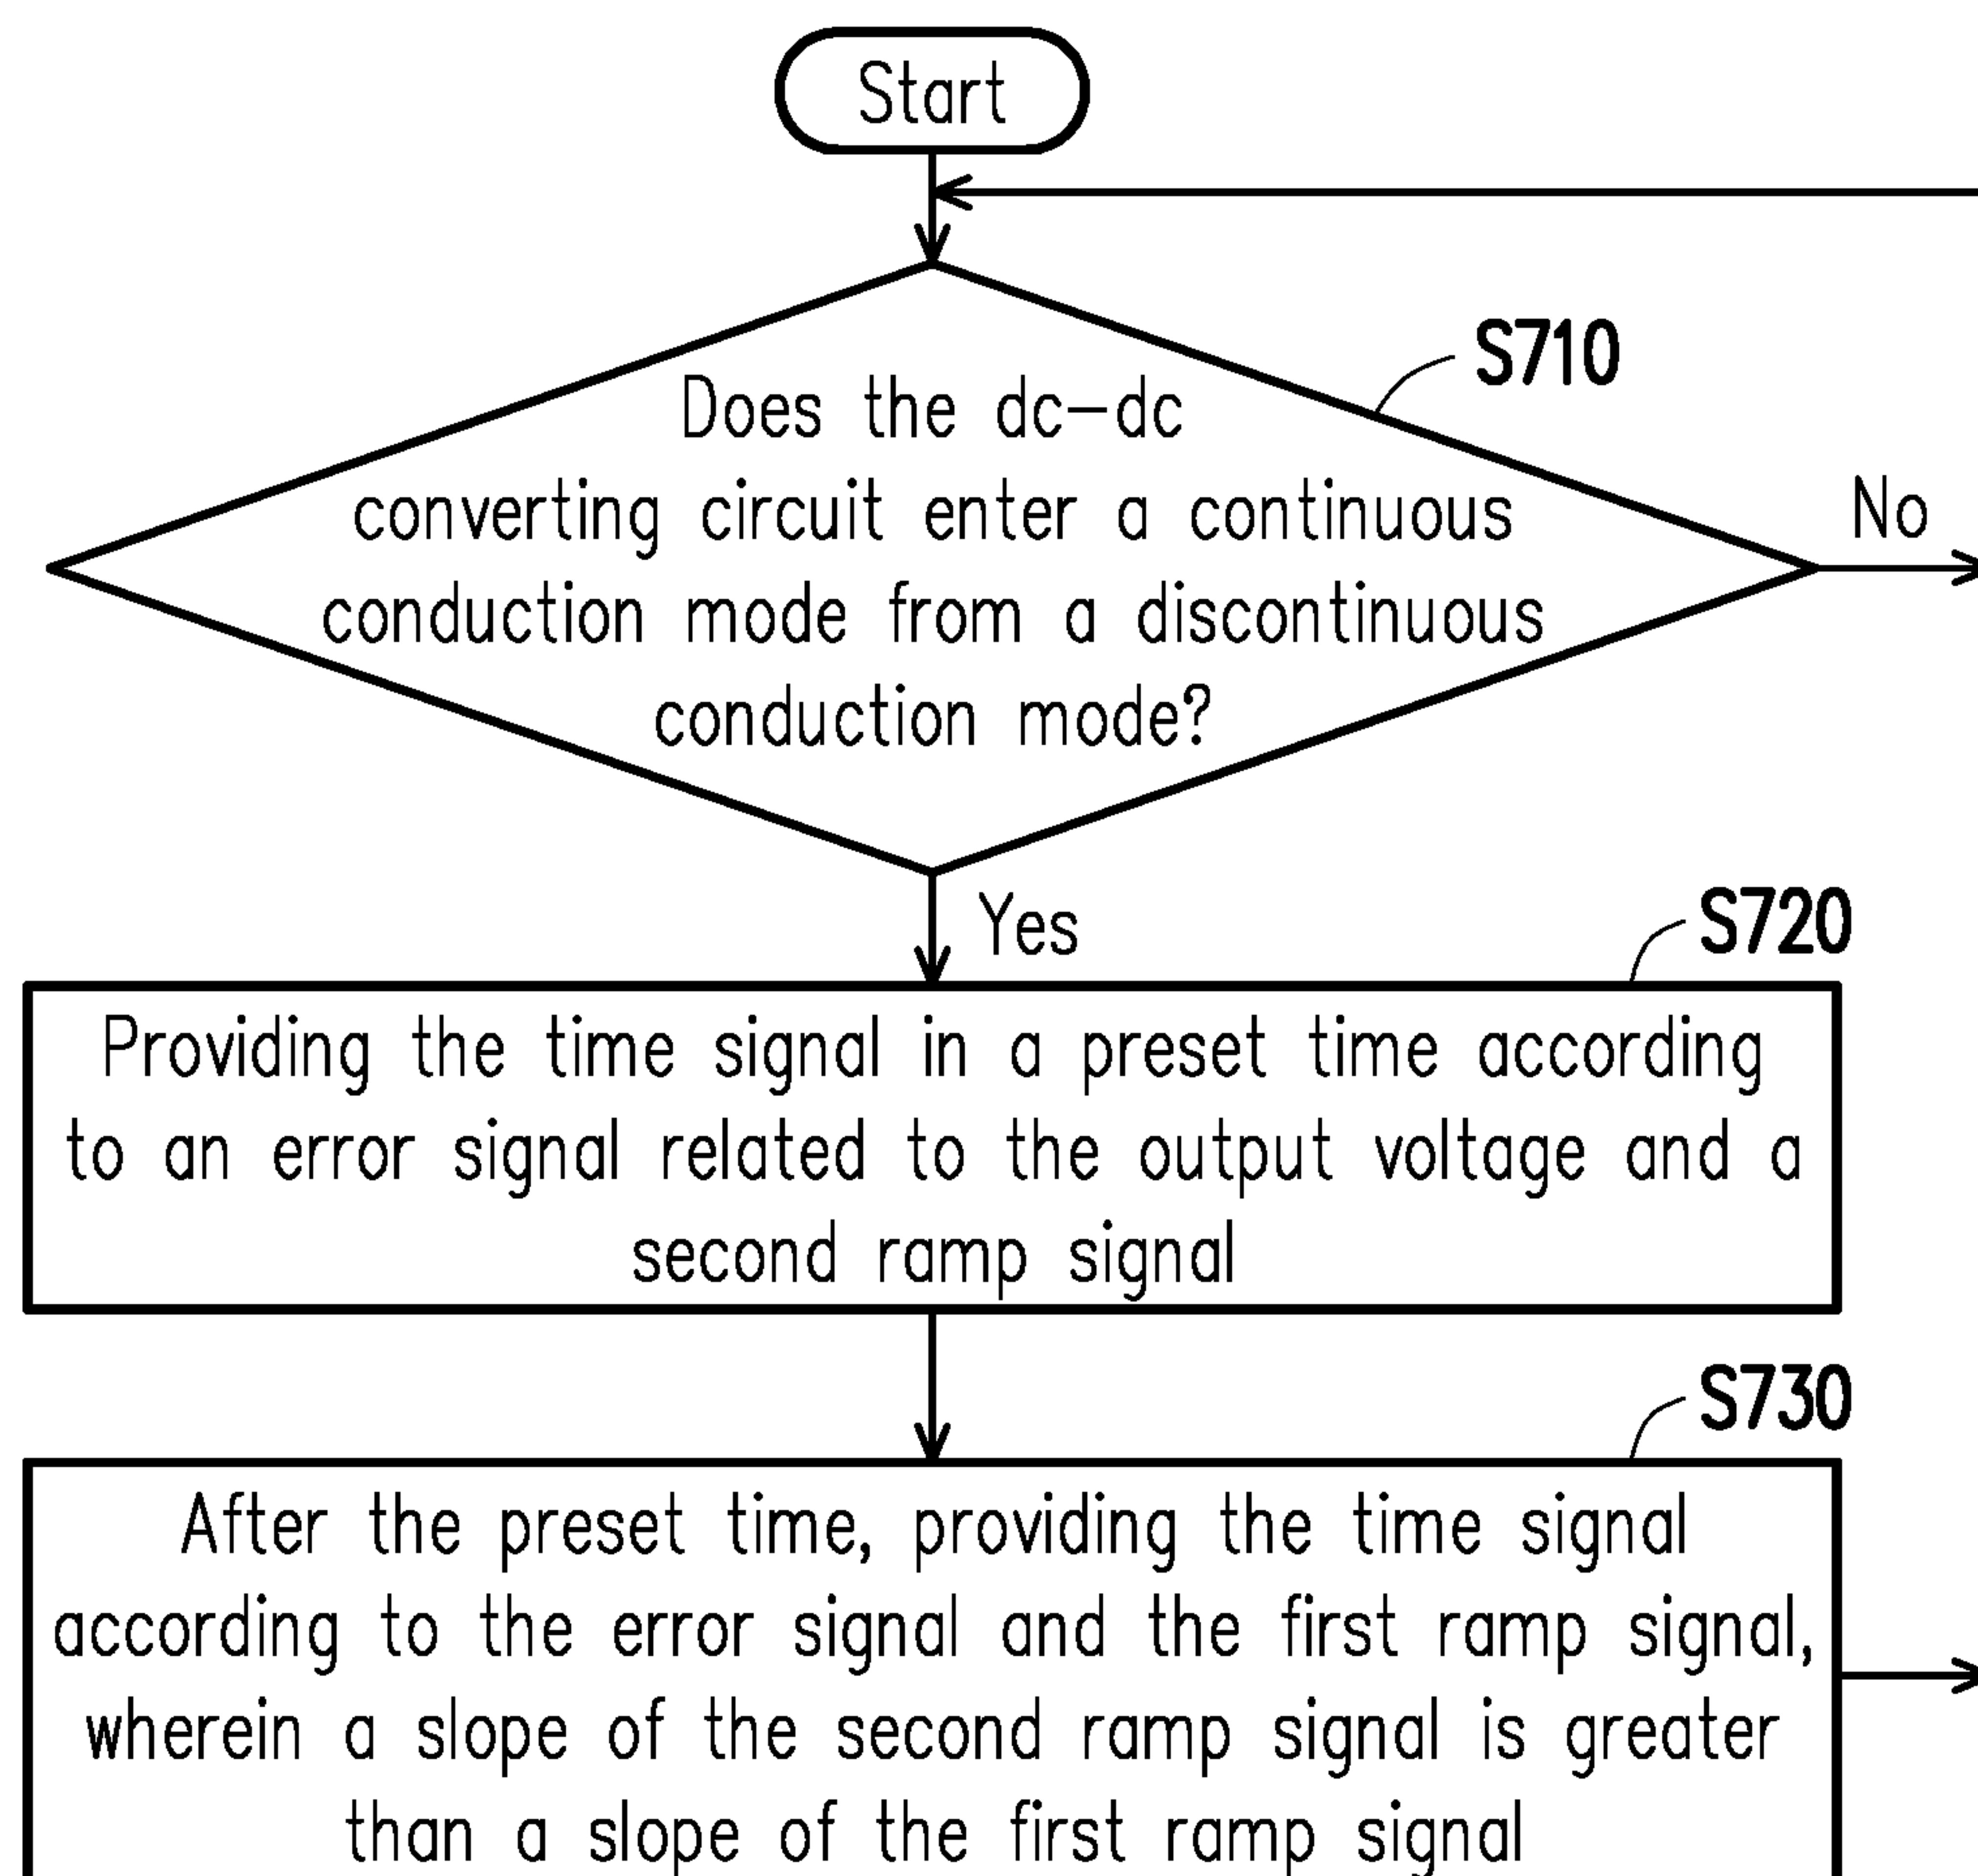 Start
S710
Does the dc-dc
converting circuit enter a continuous
conduction mode from a discontinuous
conduction mode?
No
Yes
S720
Providing the time signal in a preset time according
to an error signal related to the output voltage and a
second ramp signal
S730
After the preset time, providing the time signal
according to the error signal and the first ramp signal,
wherein a slope of the second ramp signal is greater
than a slope of the first ramp signal